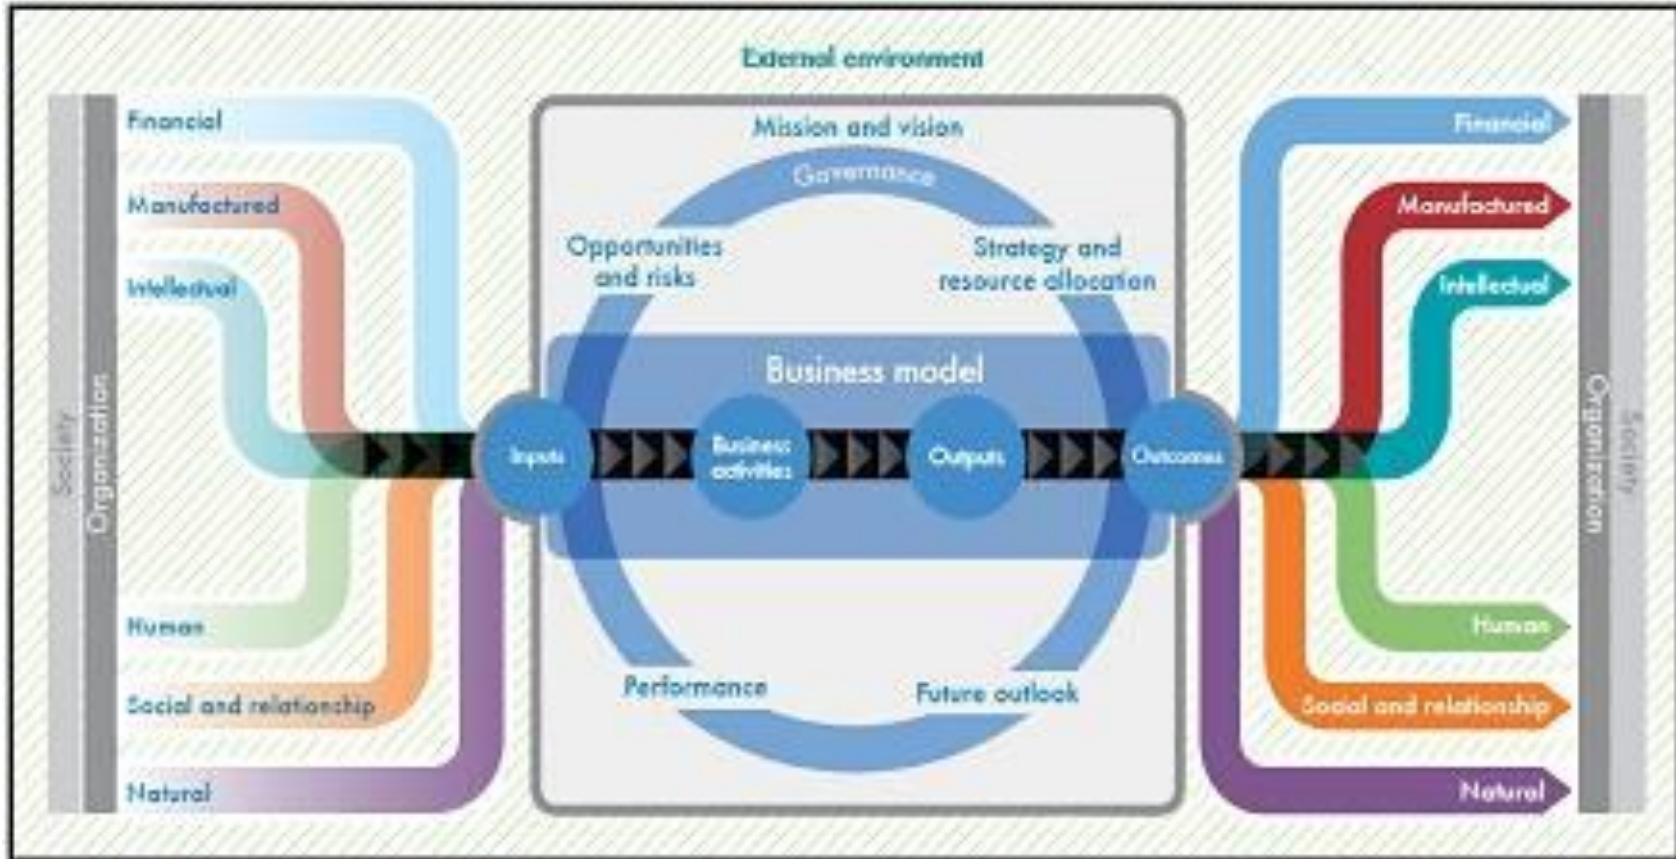 External environment
Society
Organization
Financial
Manufactured
Intellectual
Human
Social and relationship
Natural
Mission and vision
Governance
Opportunities
and risks
Strategy and
resource allocation
Business model
Inputs
Business
activities
Outputs
Outcomes
Performance
Future outlook
Financial
Manufactured
Intellectual
Human
Social and relationship
Natural
Organization
Society